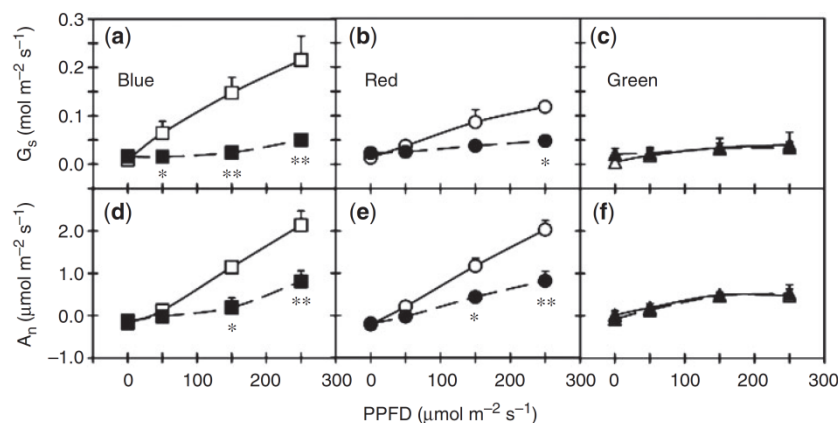 (a) (b) (c)
Blue Red Green
0.3
0.2
0.1
0.0
Gs (mol m−2 s−1)
* ** ** *
(d) (e) (f)
2.0
1.0
0.0
−1.0
An (μmol m−2 s−1)
* ** * **
0 100 200 300 0 100 200 300 0 100 200 300
PPFD (μmol m−2 s−1)